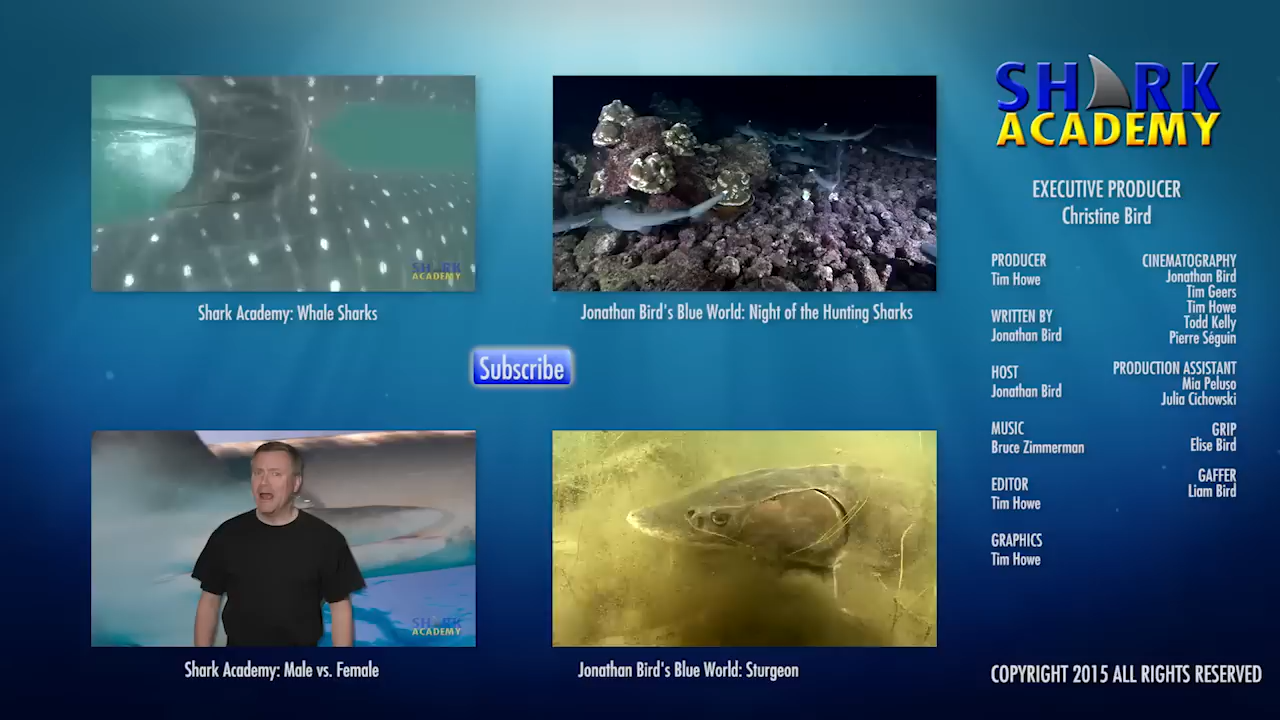 SHARK
ACADEMY
Shark Academy: Whale Sharks
SHARK
ACADEMY
Jonathan Bird's Blue World: Night of the Hunting Sharks
Subscribe
SHARK
ACADEMY
Shark Academy: Male vs. Female
Jonathan Bird's Blue World: Sturgeon
EXECUTIVE PRODUCER
Christine Bird
PRODUCER
Tim Howe
WRITTEN BY
Jonathan Bird
HOST
Jonathan Bird
MUSIC
Bruce Zimmerman
EDITOR
Tim Howe
GRAPHICS
Tim Howe
CINEMATOGRAPHY
Jonathan Bird
Tim Geers
Tim Howe
Todd Kelly
Pierre Séguin
PRODUCTION ASSISTANT
Mia Peluso
Julia Cichowski
GRIP
Elise Bird
GAFFER
Liam Bird
COPYRIGHT 2015 ALL RIGHTS RESERVED